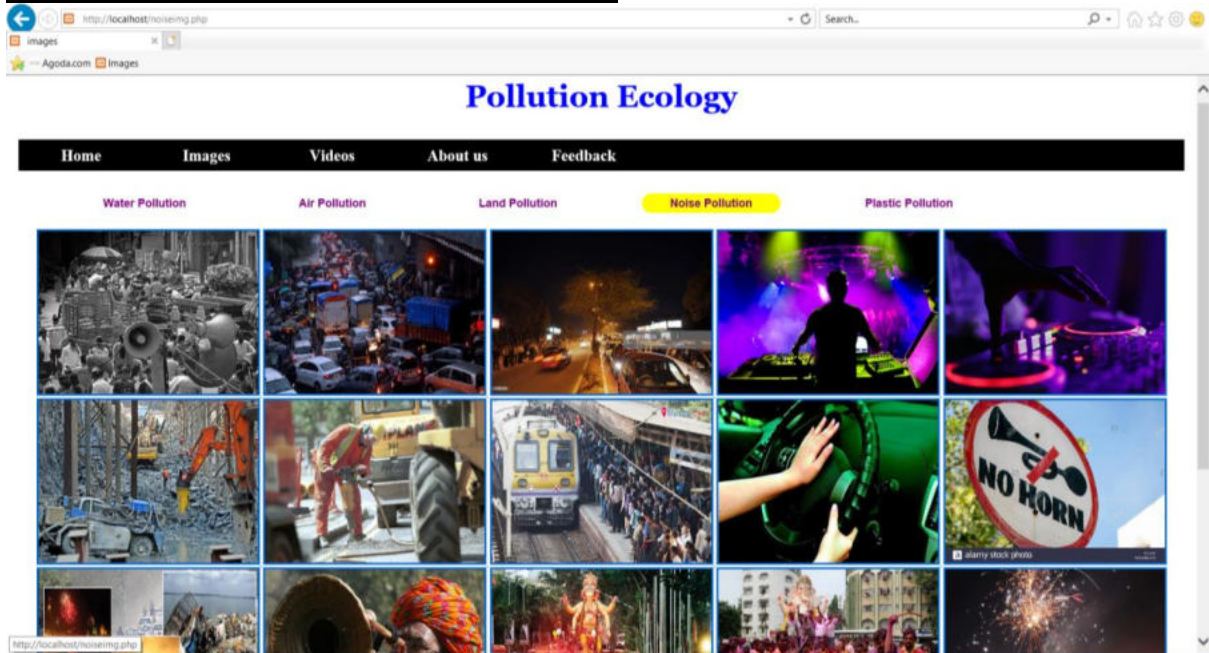 http://localhost/noiseimg.php
Search...
images
Agoda.com Images
Pollution Ecology
Home Images Videos About us Feedback
Water Pollution Air Pollution Land Pollution Noise Pollution Plastic Pollution
NO HORN
a alamy stock photo
http://localhost/noiseimg.php